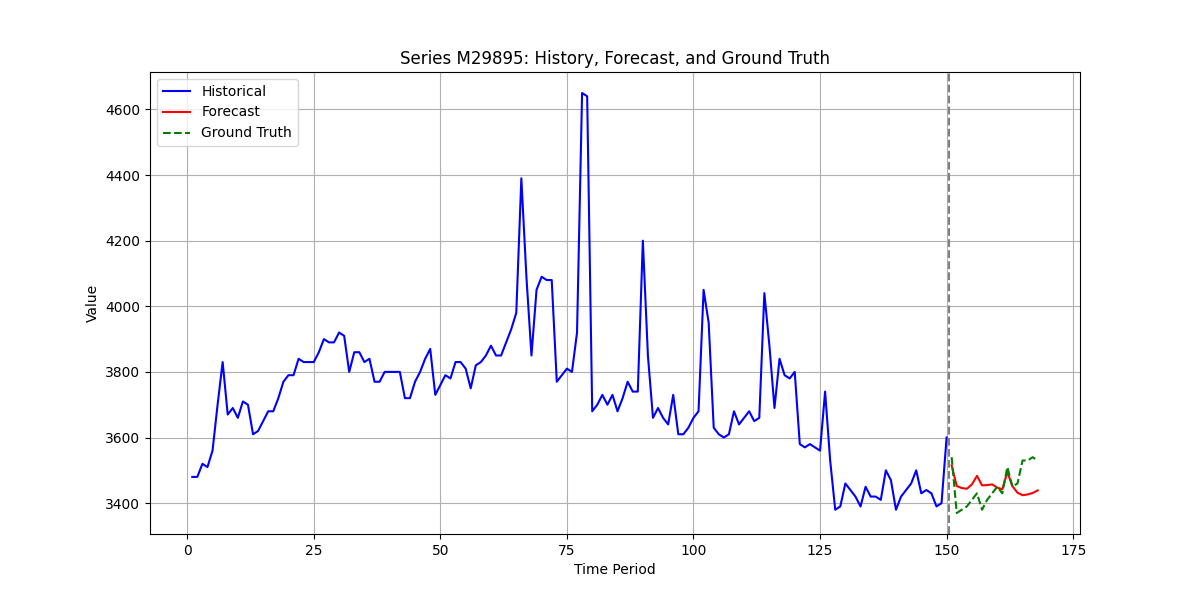 Series M29895: History, Forecast, and Ground Truth
Historical
Forecast
Ground Truth
4600
4400
4200
4000
3800
3600
3400
Value
0 25 50 75 100 125 150 175
Time Period